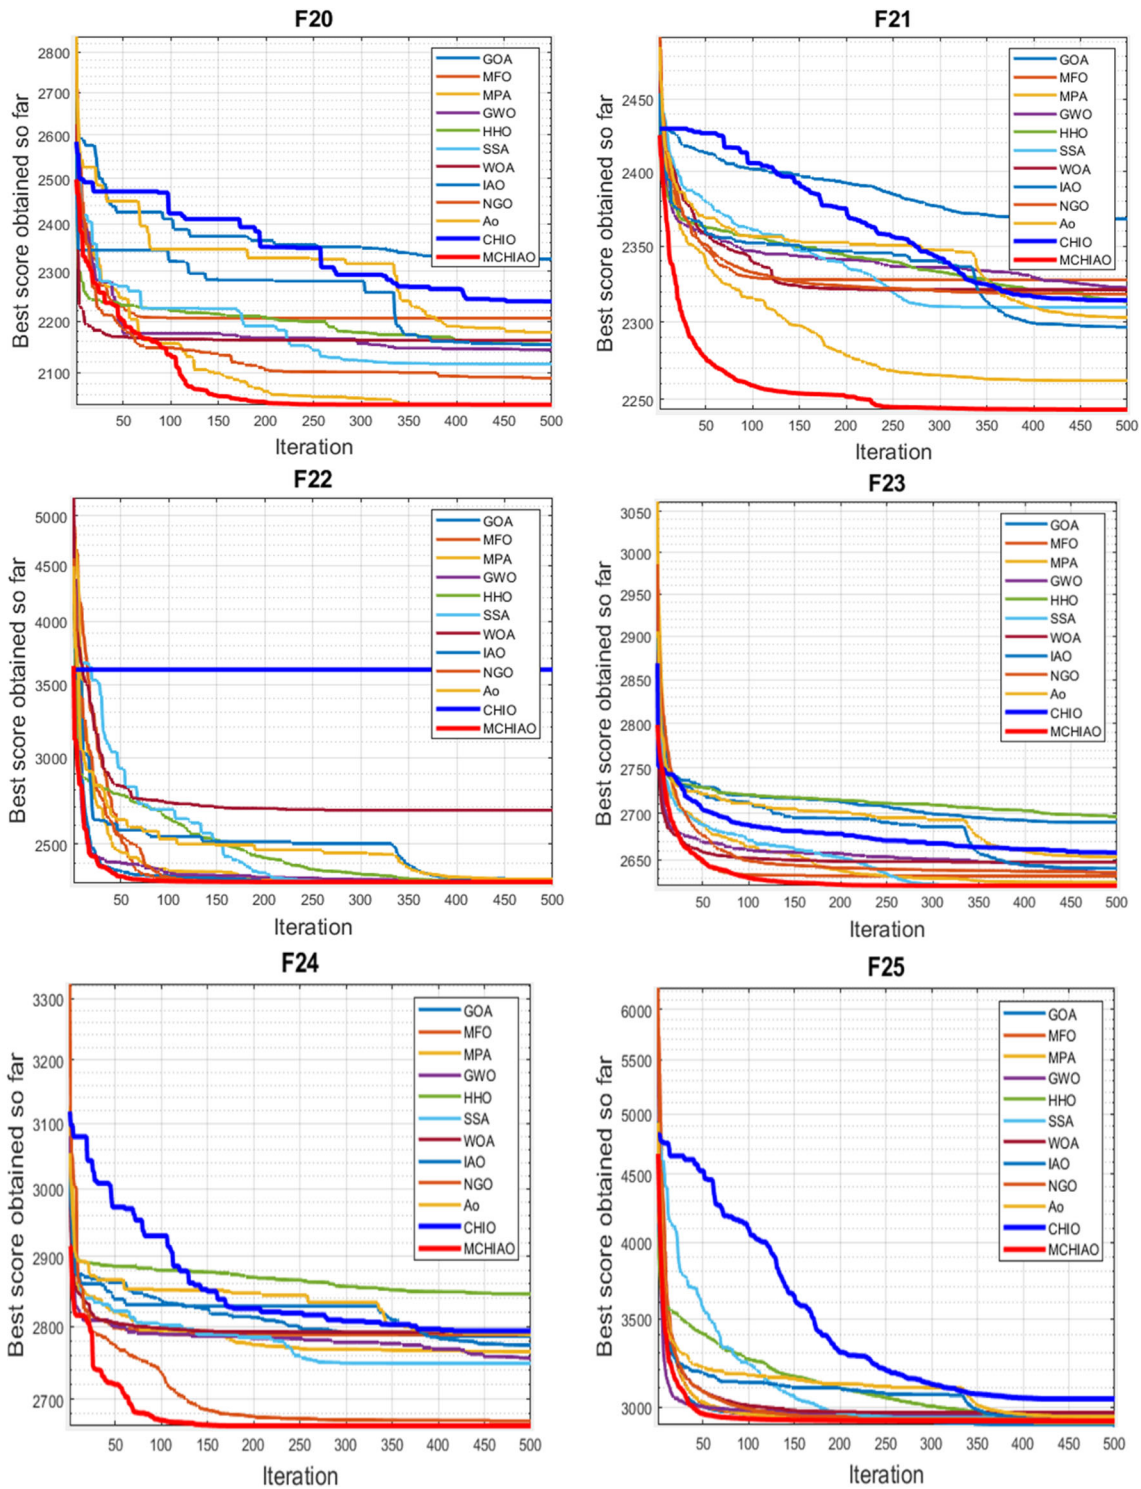 F20
Best score obtained so far
2800
2700
2600
2500
2400
2300
2200
2100
GOA
MFO
MPA
GWO
HHO
SSA
WOA
IAO
NGO
Ao
CHIO
MCHIAO
50 100 150 200 250 300 350 400 450 500
Iteration
F21
Best score obtained so far
2450
2400
2350
2300
2250
GOA
MFO
MPA
GWO
HHO
SSA
WOA
IAO
NGO
Ao
CHIO
MCHIAO
50 100 150 200 250 300 350 400 450 500
Iteration
F22
Best score obtained so far
5000
4500
4000
3500
3000
2500
GOA
MFO
MPA
GWO
HHO
SSA
WOA
IAO
NGO
Ao
CHIO
MCHIAO
50 100 150 200 250 300 350 400 450 500
Iteration
F23
Best score obtained so far
3050
3000
2950
2900
2850
2800
2750
2700
2650
GOA
MFO
MPA
GWO
HHO
SSA
WOA
IAO
NGO
Ao
CHIO
MCHIAO
50 100 150 200 250 300 350 400 450 500
Iteration
F24
Best score obtained so far
3300
3200
3100
3000
2900
2800
2700
GOA
MFO
MPA
GWO
HHO
SSA
WOA
IAO
NGO
Ao
CHIO
MCHIAO
50 100 150 200 250 300 350 400 450 500
Iteration
F25
Best score obtained so far
6000
5500
5000
4500
4000
3500
3000
GOA
MFO
MPA
GWO
HHO
SSA
WOA
IAO
NGO
Ao
CHIO
MCHIAO
50 100 150 200 250 300 350 400 450 500
Iteration